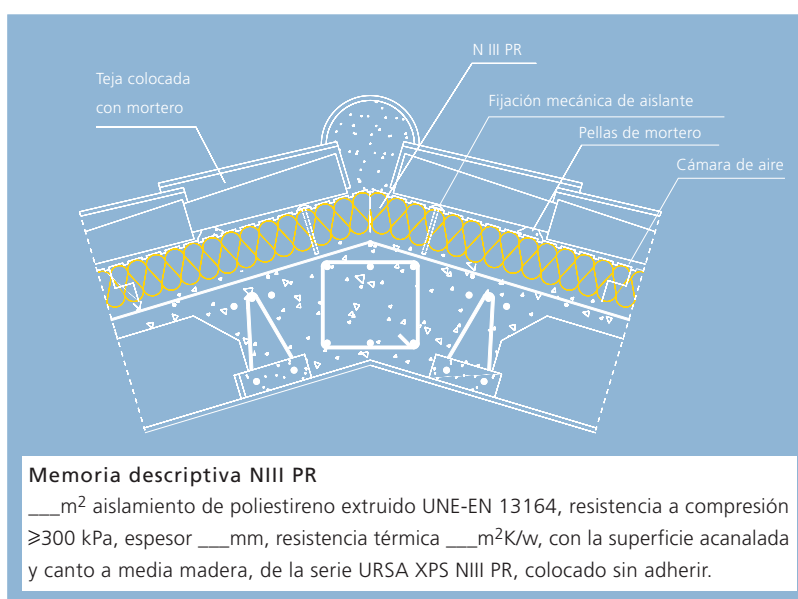 N III PR
Teja colocada
con mortero
Fijación mecánica de aislante
Pellas de mortero
Cámara de aire
Memoria descriptiva NIII PR
___m² aislamiento de poliestireno extruido UNE-EN 13164, resistencia a compresión
≥300 kPa, espesor ___mm, resistencia térmica ___m²K/w, con la superficie acanalada
y canto a media madera, de la serie URSA XPS NIII PR, colocado sin adherir.